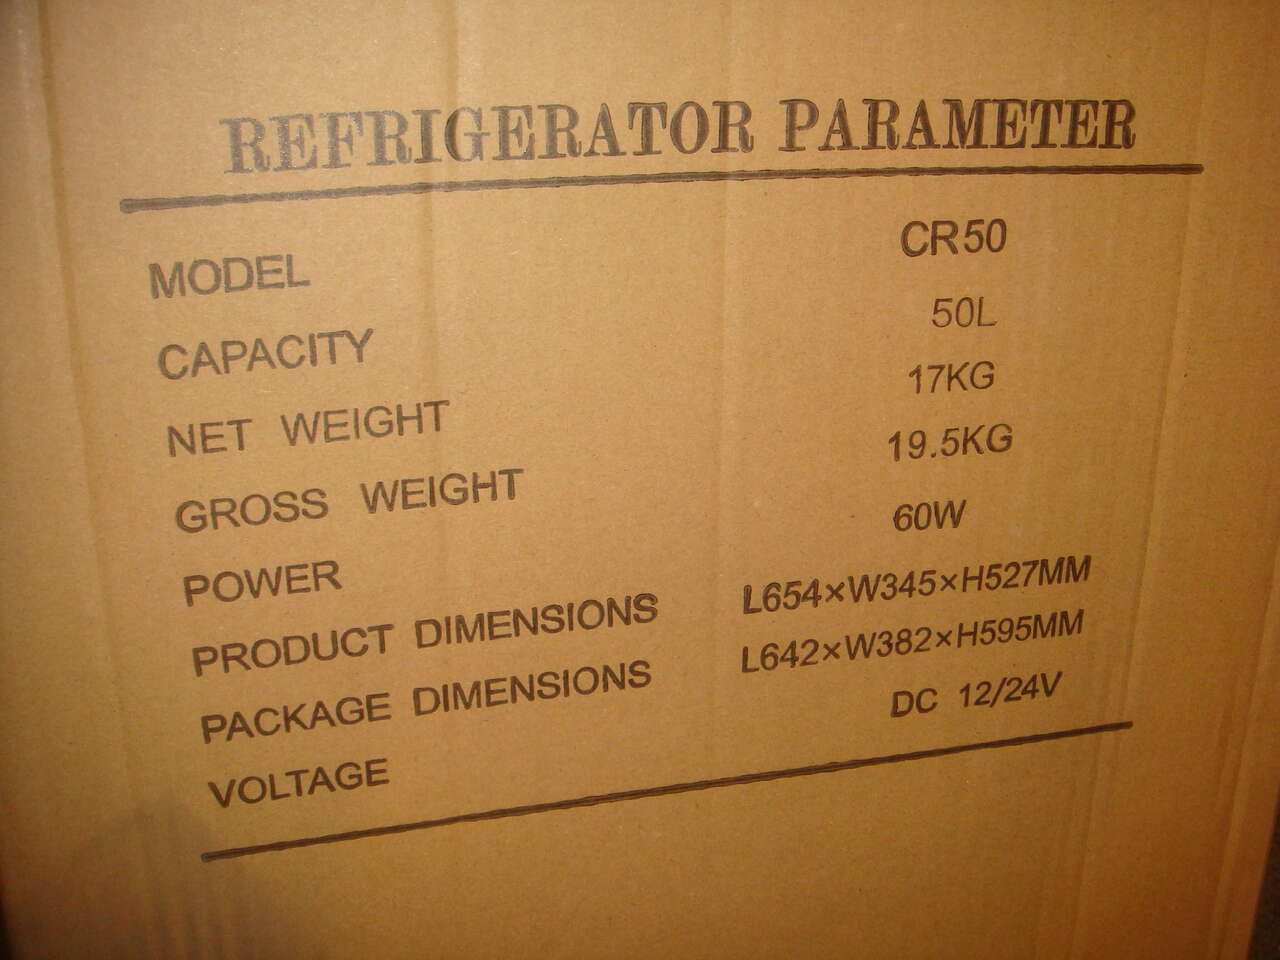 REFRIGERATOR PARAMETER
MODEL CR50
CAPACITY 50L
NET WEIGHT 17KG
GROSS WEIGHT 19.5KG
POWER 60W
PRODUCT DIMENSIONS L654×W345×H527MM
PACKAGE DIMENSIONS L642×W382×H595MM
VOLTAGE DC 12/24V